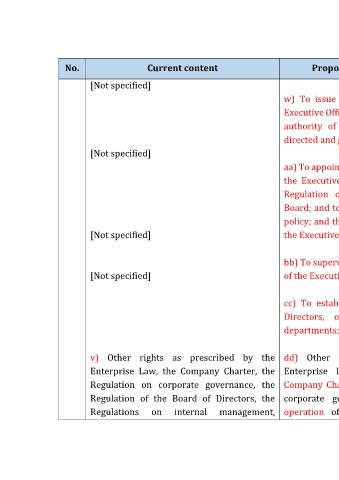 No. Current content Propo
[Not specified]
w) To issue
Executive Offi
authority of
directed and
[Not specified]
aa) To appoin
the Executive
Regulation o
Board; and to
policy; and th
[Not specified] the Executive
bb) To superv
[Not specified] of the Executi
cc) To estab
Directors, o
departments;
v) Other rights as prescribed by the dd) Other
Enterprise Law, the Company Charter, the Enterprise L
Regulation on corporate governance, the Company Cha
Regulation of the Board of Directors, the corporate go
Regulations on internal management, operation of